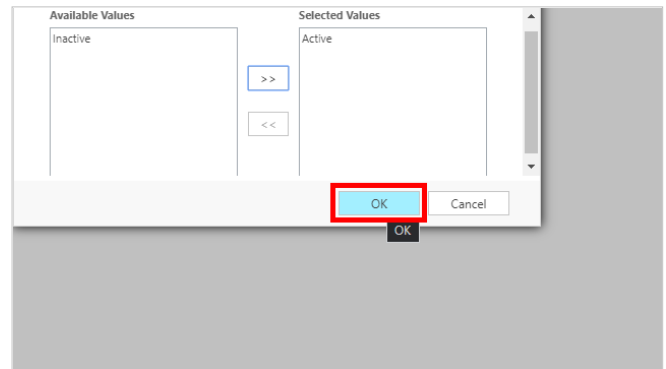 Available Values
Selected Values
Inactive
Active
>>
<<
OK
Cancel
OK